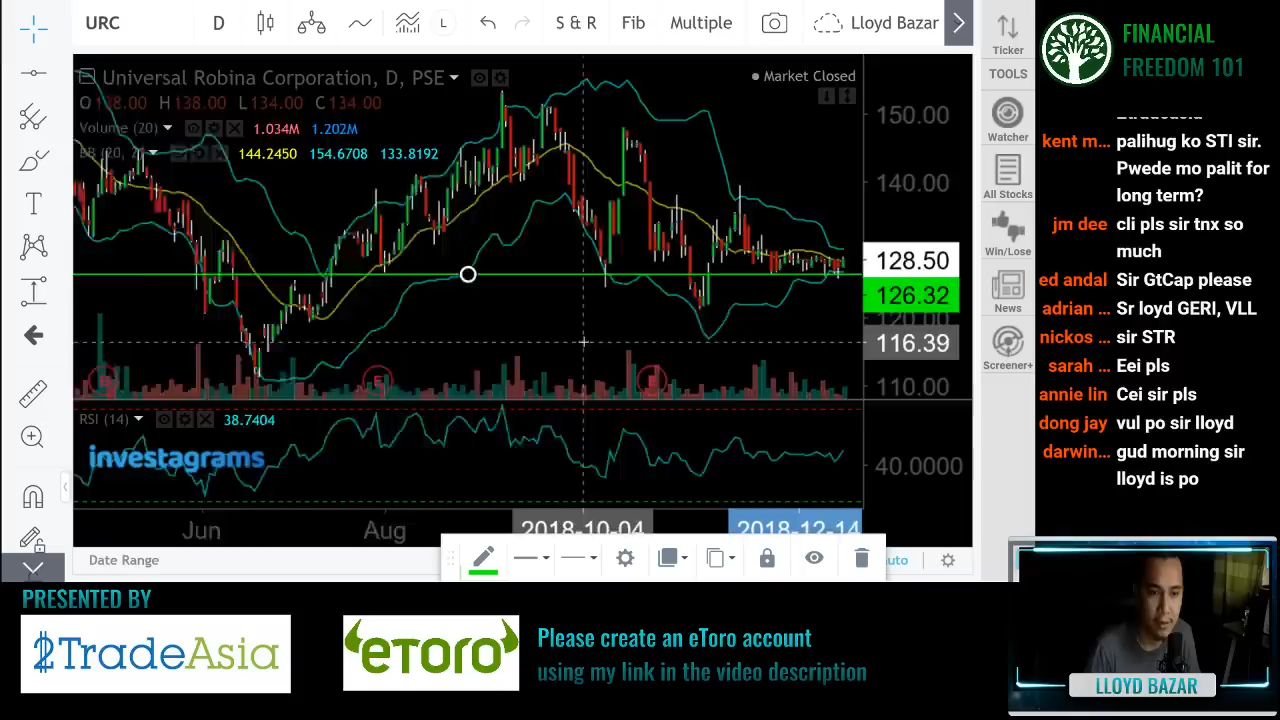 URC
D
L
S & R
Fib
Multiple
Lloyd Bazar
Universal Robina Corporation, D, PSE
Market Closed
O 138.00 H 138.00 L 134.00 C 134.00
Volume (20) 1.034M 1.202M
BB (20, 144.2450 154.6708 133.8192
150.00
140.00
128.50
126.32
120.00
116.39
110.00
RSI (14) 38.7404
investagrams
40.0000
Jun
Aug
2018-10-04
2018-12-14
Date Range
Ticker
TOOLS
Watcher
All Stocks
Win/Lose
News
Screener+
FINANCIAL
FREEDOM 101
kent m... palihug ko STI sir.
Pwede mo palit for
long term?
jm dee cli pls sir tnx so
much
ed andal Sir GtCap please
adrian ... Sr loyd GERI, VLL
nickos ... sir STR
sarah ... Eei pls
annie lin Cei sir pls
dong jay vul po sir lloyd
darwin... gud morning sir
lloyd is po
PRESENTED BY
2TradeAsia
eToro
Please create an eToro account
using my link in the video description
LLOYD BAZAR